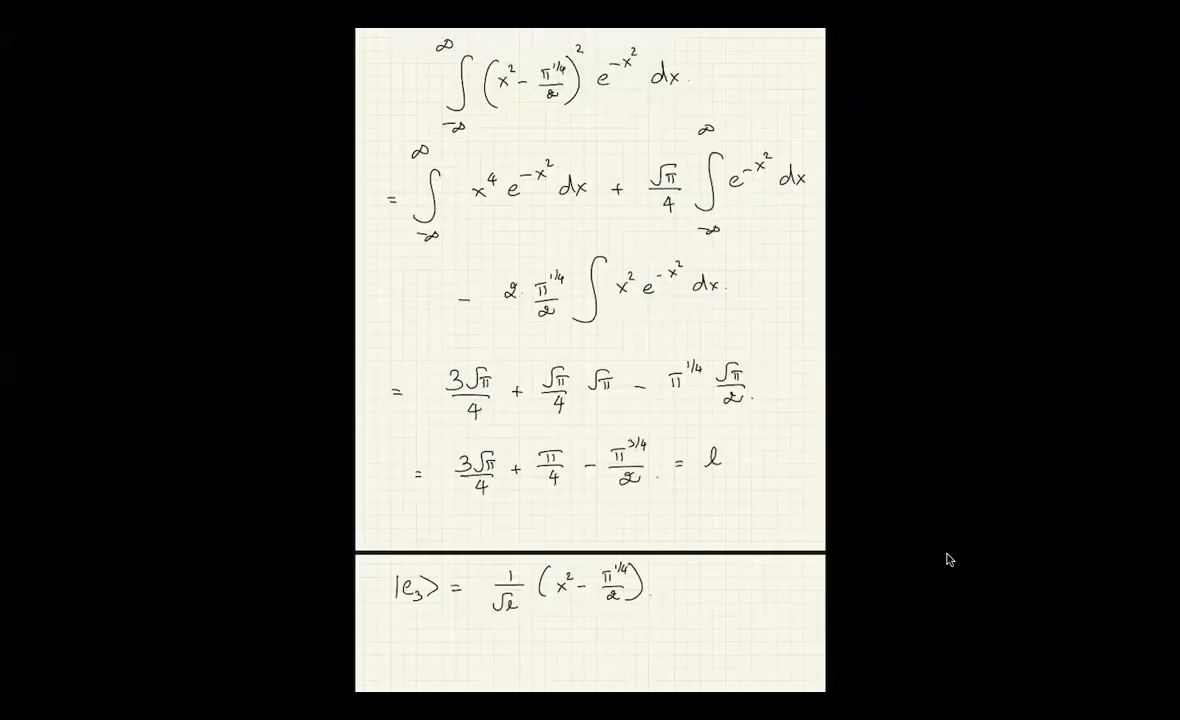 ∫_{-∞}^{∞} (x² - π^{1/4}/2)² e^{-x²} dx.
= ∫_{-∞}^{∞} x⁴ e^{-x²} dx + √π/4 ∫_{-∞}^{∞} e^{-x²} dx
- 2. π^{1/4}/2 ∫ x² e^{-x²} dx.
= 3√π/4 + √π/4 √π - π^{1/4} √π/2.
= 3√π/4 + π/4 - π^{3/4}/2. = l
|e₃⟩ = 1/√l (x² - π^{1/4}/2).